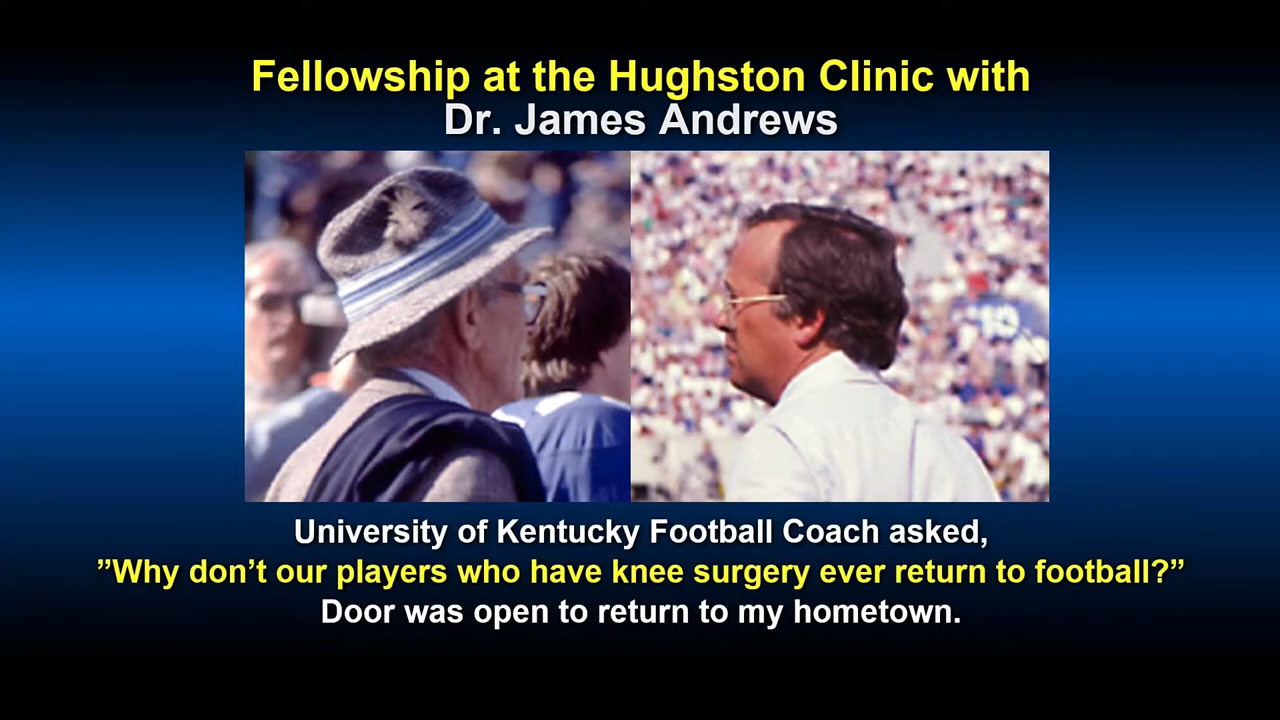 Fellowship at the Hughston Clinic with
Dr. James Andrews
19
University of Kentucky Football Coach asked,
”Why don’t our players who have knee surgery ever return to football?”
Door was open to return to my hometown.